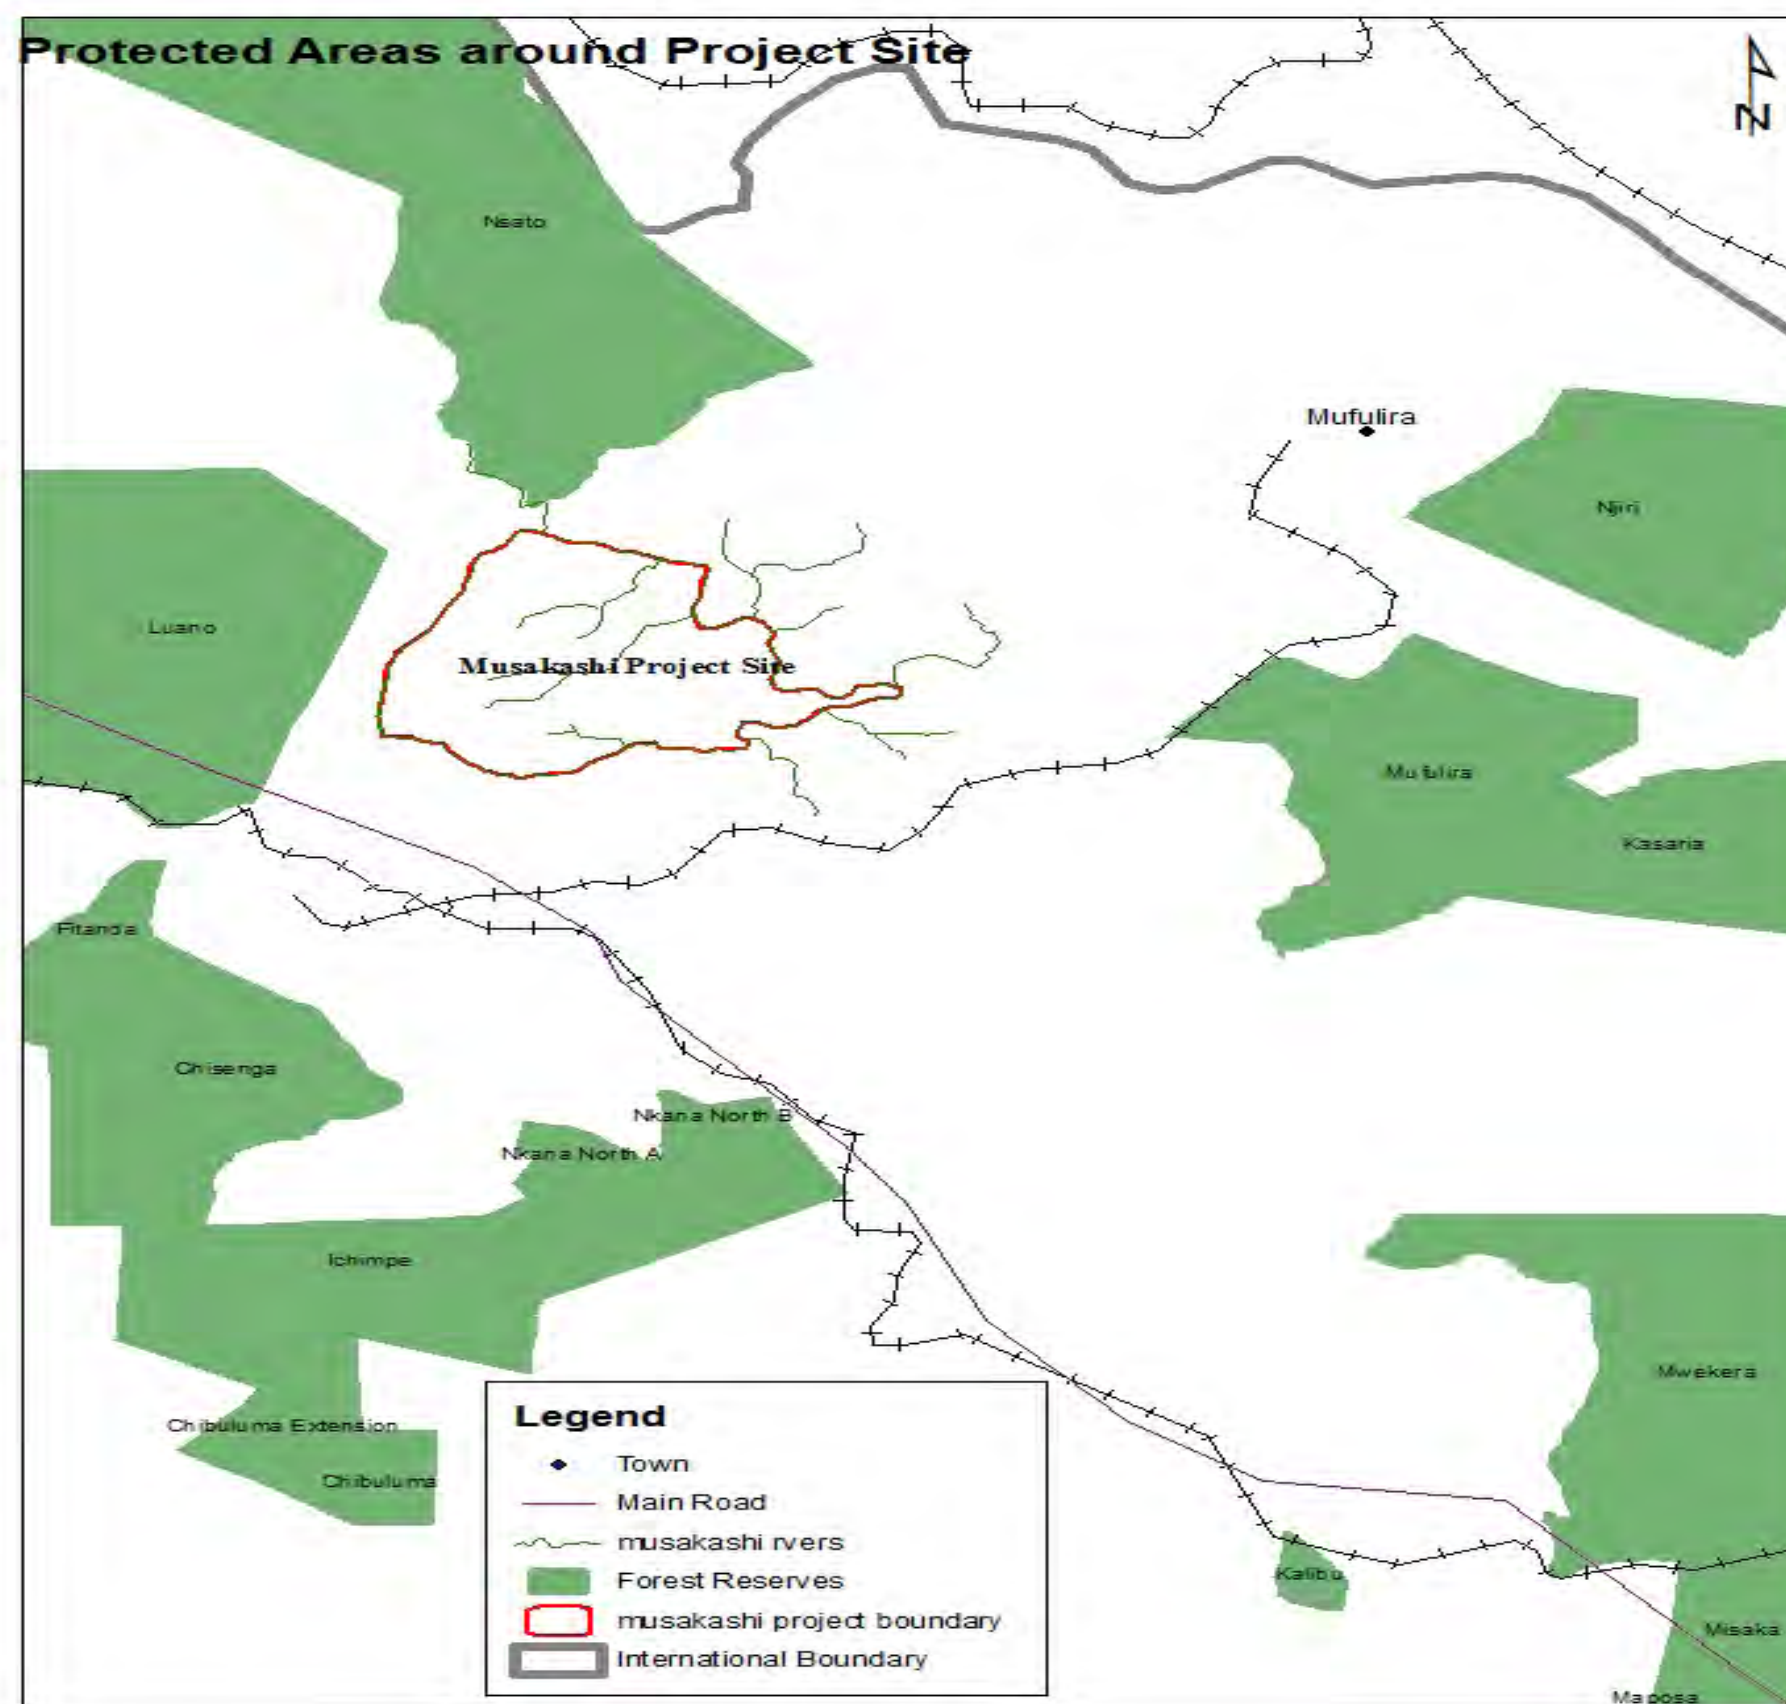 Protected Areas around Project Site
N
Nsato
Mufulira
Njiri
Luano
Musakashi Project Site
Mufulira
Kasaria
Fitanda
Chisenga
Nkana North B
Nkana North A
Ichimpe
Mwekera
Chibuluma Extension
Chibuluma
Kalibu
Misaka
Maposa
Legend
Town
Main Road
musakashi rvers
Forest Reserves
musakashi project boundary
International Boundary